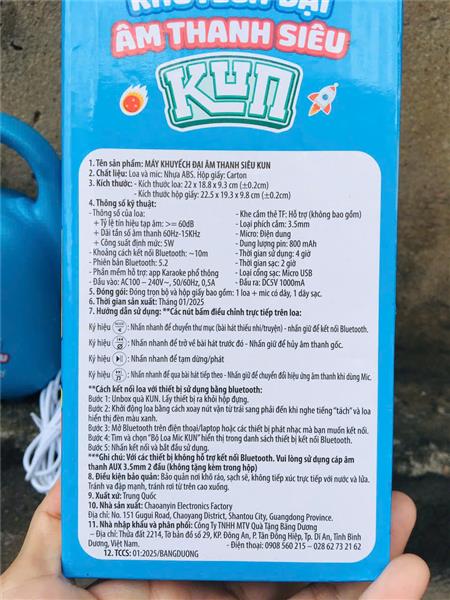 KHUYẾCH ĐẠI
ÂM THANH SIÊU
KUN
1. Tên sản phẩm: MÁY KHUYẾCH ĐẠI ÂM THANH SIÊU KUN
2. Chất liệu: Loa và mic: Nhựa ABS. Hộp giấy: Carton
3. Kích thước: - Kích thước loa: 22 x 18.8 x 9.3 cm (±0.2cm)
- Kích thước hộp giấy: 22.5 x 19.3 x 9.8 cm (±0.2cm)
4. Thông số kỹ thuật:
-Thông số của loa:
+ Tỷ lệ tín hiệu tạp âm: >= 60dB
+ Dải tần số âm thanh 60Hz-15KHz
+ Công suất định mức: 5W
- Khoảng cách kết nối Bluetooth: ~10m
- Phiên bản Bluetooth: 5.2
- Phần mềm hỗ trợ: app Karaoke phổ thông
- Đầu vào: AC100 ~ 240V~, 50/60Hz, 0,5A
- Khe cắm thẻ TF: Hỗ trợ (không bao gồm)
- Loại phích cắm: 3.5mm
- Micro: Điện dung
- Dung lượng pin: 800 mAh
- Thời gian sử dụng: 4 giờ
- Thời gian sạc: 2 giờ
- Loại cổng sạc: Micro USB
- Đầu ra: DC5V 1000mA
5. Đóng gói: Đóng trọn bộ và hộp giấy bao gồm: 1 loa + mic có dây, 1 dây sạc.
6. Thời gian sản xuất: Tháng 01/2025
7. Hướng dẫn sử dụng: **Các nút bấm điều chỉnh trực tiếp trên loa:
Ký hiệu : Nhấn nhanh để chuyển thư mục (bài hát thiếu nhi/truyện) - nhấn giữ để kết nối Bluetooth.
Ký hiệu : Nhấn nhanh để trở về bài hát trước đó - Nhấn giữ để hủy âm thanh gốc.
Ký hiệu : Nhấn nhanh để tạm dừng/phát
Ký hiệu : Nhấn nhanh để qua bài hát tiếp theo - Nhấn giữ để chuyển đổi hiệu ứng âm thanh khi dùng Mic.
**Cách kết nối loa với thiết bị sử dụng bằng bluetooth:
Bước 1: Unbox quà KUN. Lấy thiết bị ra khỏi hộp đựng.
Bước 2: Khởi động loa bằng cách xoay nút vặn từ trái sang phải đến khi nghe tiếng “tách” và loa
hiển thị đèn màu xanh.
Bước 3: Mở Bluetooth trên điện thoại/laptop hoặc các thiết bị phát nhạc mà bạn muốn kết nối.
Bước 4: Tìm và chọn “Bộ Loa Mic KUN” hiển thị trong danh sách thiết bị kết nối Bluetooth.
Bước 5: Nhấn kết nối và bắt đầu sử dụng.
***Ghi chú: Với các thiết bị không hỗ trợ kết nối Bluetooth. Vui lòng sử dụng cáp âm
thanh AUX 3.5mm 2 đầu (không tặng kèm trong hộp)
8. Điều kiện bảo quản: Bảo quản nơi khô ráo, sạch sẽ, không tiếp xúc trực tiếp với nước và lửa.
Tránh va đập mạnh, tránh rơi từ trên cao xuống.
9. Xuất xứ: Trung Quốc
10. Nhà sản xuất: Chaoanyin Electronics Factory
Địa chỉ: No. 151 Gugui Road, Chaoyang District, Shantou City, Guangdong Province.
11. Nhà nhập khẩu và phân phối: Công Ty TNHH MTV Quà Tặng Băng Dương
– Địa chỉ: Thửa đất 2214, Tờ bản đồ số 29, KP. Đông An, P. Tân Đông Hiệp, Tp. Dĩ An, Tỉnh Bình
Dương, Việt Nam. - Điện thoại: 0908 560 215 – 028 62 73 21 62
12. TCCS: 01:2025/BANGDUONG